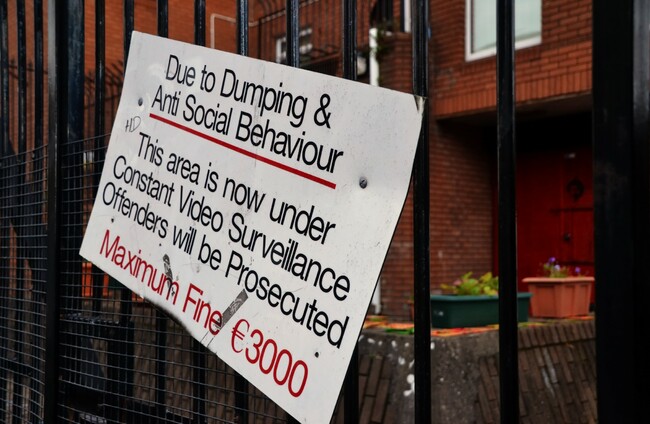 Due to Dumping &
Anti Social Behaviour
HD
This area is now under
Constant Video Surveillance
Offenders will be Prosecuted
Maximum Fine €3000